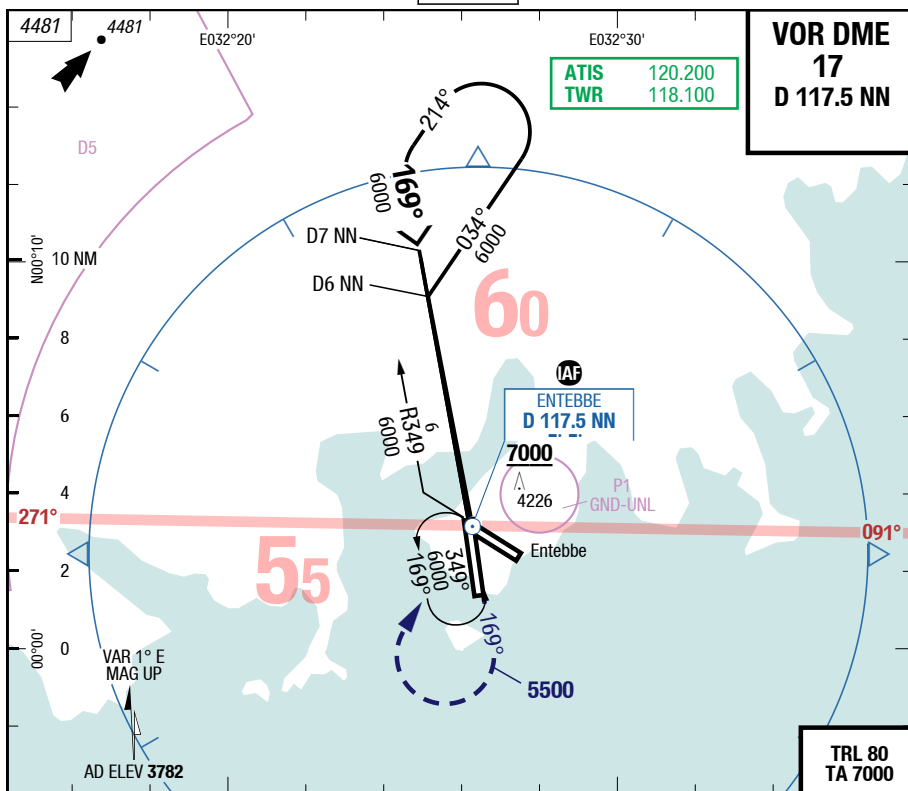 4481
4481
E032°20'
E032°30'
VOR DME
17
D 117.5 NN
ATIS 120.200
TWR 118.100
D5
214°
169°
6000
034°
6000
D7 NN
N00°10'
10 NM
D6 NN
60
8
IAF
ENTEBBE
D 117.5 NN
6
R349
6000
6
7000
4226
P1
GND-UNL
4
271°
091°
Entebbe
55
349°
6000
169°
2
169°
00°00'
0
VAR 1° E
MAG UP
5500
AD ELEV 3782
TRL 80
TA 7000